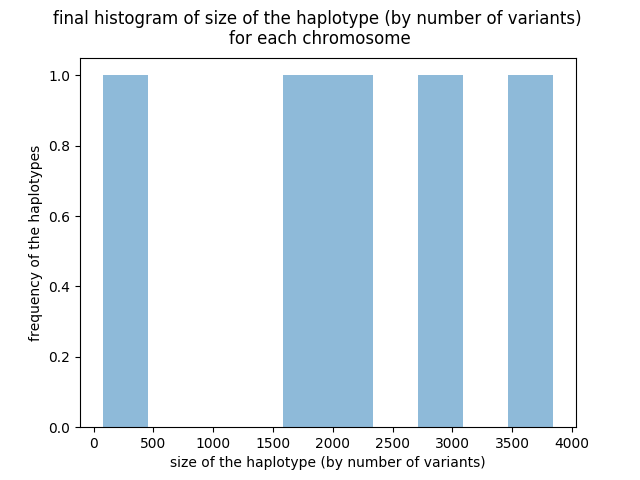 final histogram of size of the haplotype (by number of variants)
for each chromosome
frequency of the haplotypes
1.0
0.8
0.6
0.4
0.2
0.0
0 500 1000 1500 2000 2500 3000 3500 4000
size of the haplotype (by number of variants)